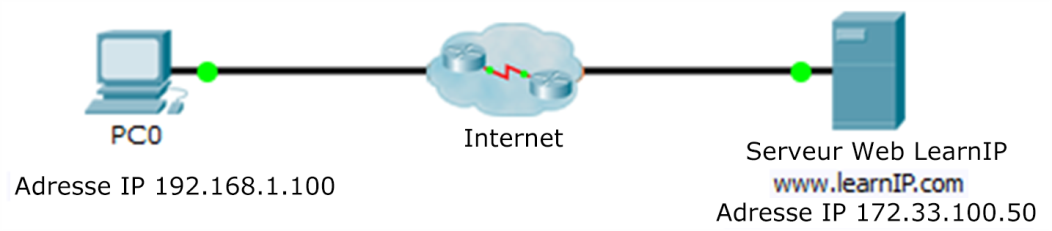 PC0
Adresse IP 192.168.1.100
Internet
Serveur Web LearnIP
www.learnIP.com
Adresse IP 172.33.100.50